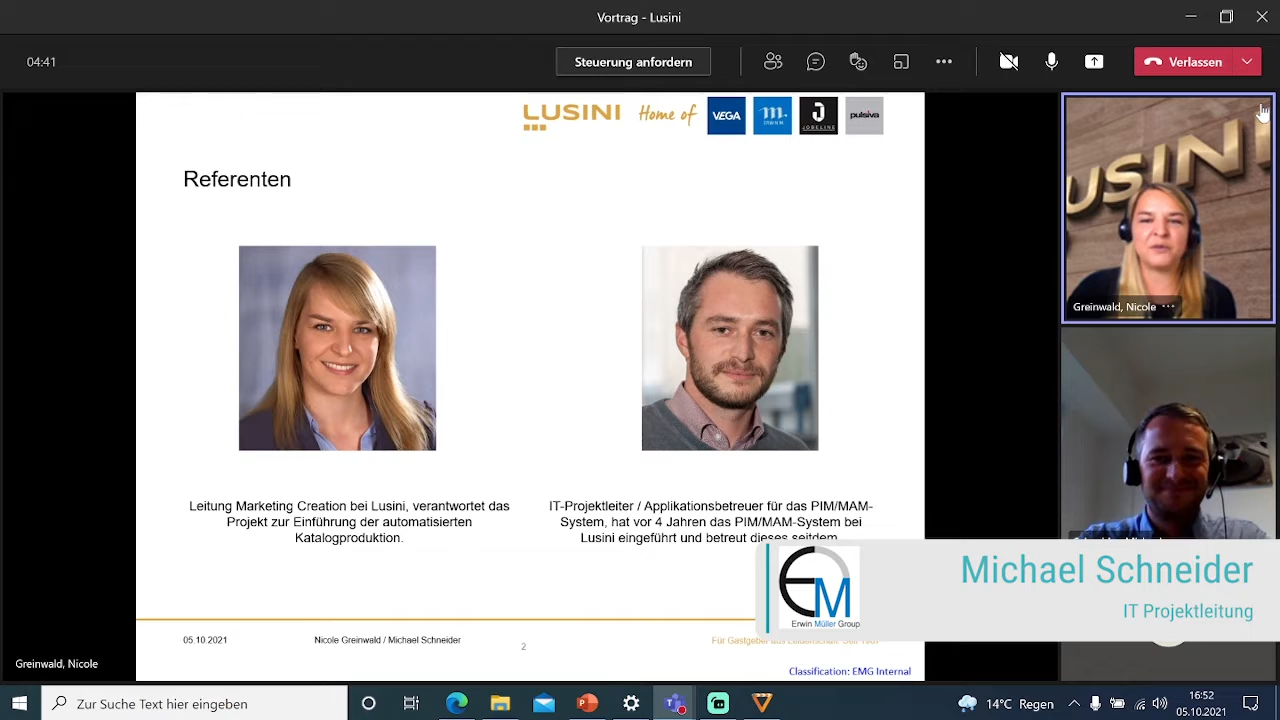 Vortrag - Lusini
04:41
Steuerung anfordern
Verlassen
LUSINI
Home of
VEGA
m.
JOBELINE
pulsiva
Referenten
USINI
Greinwald, Nicole
Leitung Marketing Creation bei Lusini, verantwortet das
Projekt zur Einführung der automatisierten
Katalogproduktion.
IT-Projektleiter / Applikationsbetreuer für das PIM/MAM-
System, hat vor 4 Jahren das PIM/MAM-System bei
Lusini eingeführt und betreut dieses seitdem
EM
Erwin Müller Group
Michael Schneider
IT Projektleitung
05.10.2021
Nicole Greinwald / Michael Schneider
2
Classification: EMG Internal
Greinwald, Nicole
Zur Suche Text hier eingeben
14°C Regen
16:52
05.10.2021